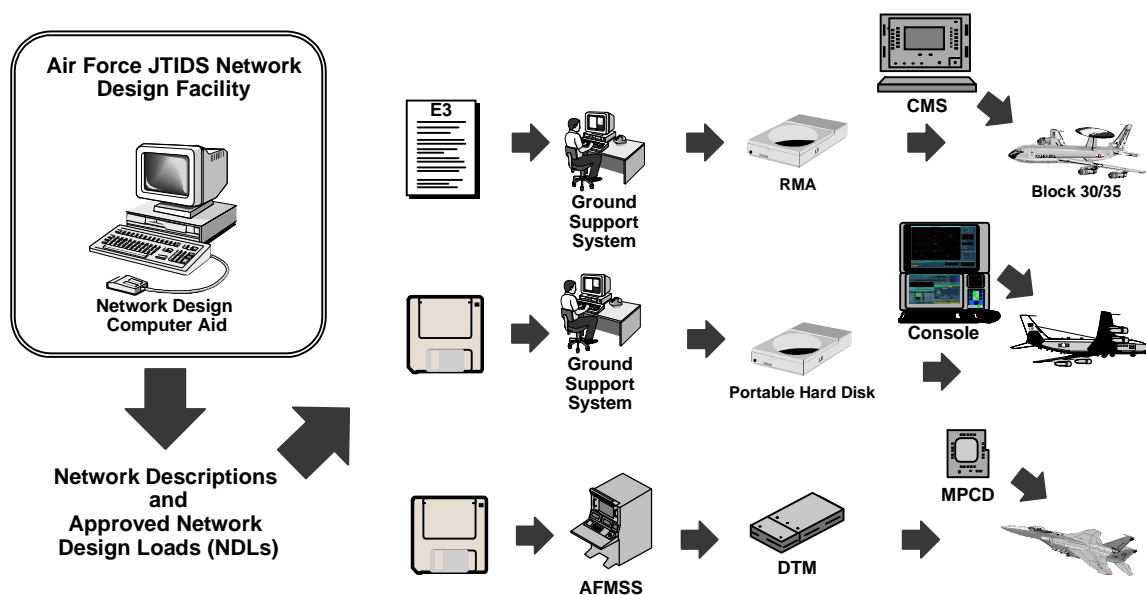 Air Force JTIDS Network
Design Facility
Network Design
Computer Aid
Network Descriptions
and
Approved Network
Design Loads (NDLs)
E3
Ground
Support
System
RMA
CMS
Block 30/35
Ground
Support
System
Portable Hard Disk
Console
AFMSS
DTM
MPCD